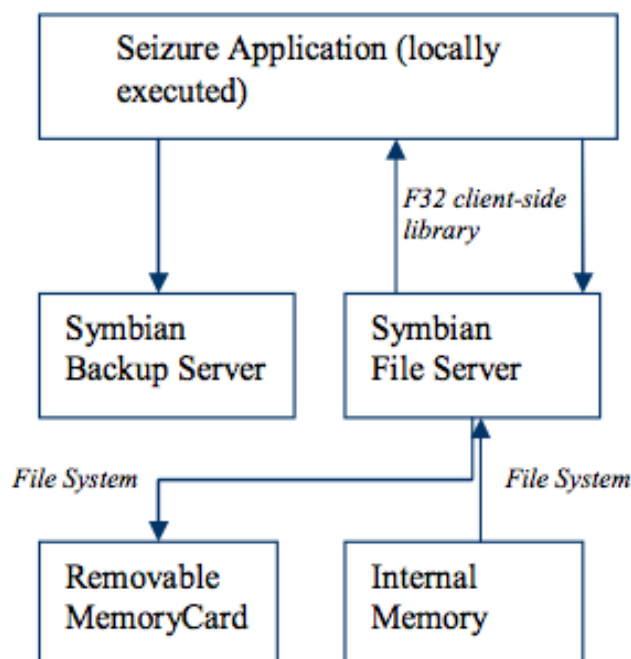 Seizure Application (locally
executed)
F32 client-side
library
Symbian
Backup Server
Symbian
File Server
File System
File System
Removable
MemoryCard
Internal
Memory